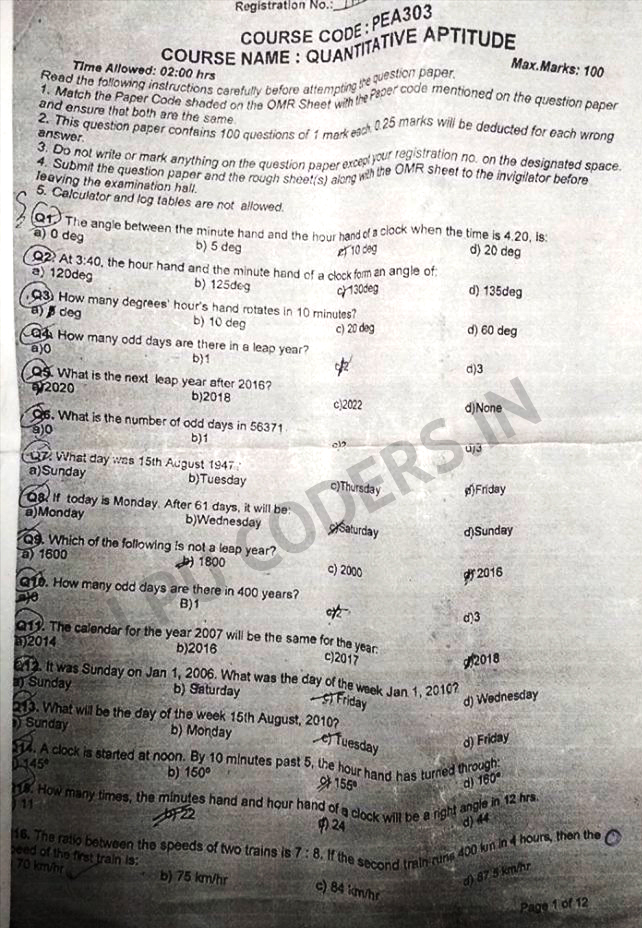 Registration No.:
COURSE CODE : PEA303
COURSE NAME : QUANTITATIVE APTITUDE
Time Allowed: 02:00 hrs
Max.Marks: 100
Read the following instructions carefully before attempting the question paper.
1. Match the Paper Code shaded on the OMR Sheet with the Paper code mentioned on the question paper
and ensure that both are the same.
2. This question paper contains 100 questions of 1 mark each. 0.25 marks will be deducted for each wrong
answer.
3. Do not write or mark anything on the question paper except your registration no. on the designated space.
4. Submit the question paper and the rough sheet(s) along with the OMR sheet to the invigilator before
leaving the examination hall.
5. Calculator and log tables are not allowed.
Q1. The angle between the minute hand and the hour hand of a clock when the time is 4.20, is:
a) 0 deg b) 5 deg c) 10 deg d) 20 deg
Q2. At 3:40, the hour hand and the minute hand of a clock form an angle of:
a) 120deg b) 125deg c) 130deg d) 135deg
Q3. How many degrees' hour's hand rotates in 10 minutes?
a) 5 deg b) 10 deg c) 20 deg d) 60 deg
Q4. How many odd days are there in a leap year?
a)0 b)1 c)2 d)3
Q5. What is the next leap year after 2016?
a)2020 b)2018 c)2022 d)None
Q6. What is the number of odd days in 56371
a)0 b)1 c)2 d)3
Q7. What day was 15th August 1947
a)Sunday b)Tuesday c)Thursday d)Friday
Q8. If today is Monday. After 61 days, it will be:
a)Monday b)Wednesday c)Saturday d)Sunday
Q9. Which of the following is not a leap year?
a) 1600 b) 1800 c) 2000 d) 2016
Q10. How many odd days are there in 400 years?
a)0 B)1 c)2 d)3
Q11. The calendar for the year 2007 will be the same for the year:
a)2014 b)2016 c)2017 d)2018
Q12. It was Sunday on Jan 1, 2006. What was the day of the week Jan 1, 2010?
a) Sunday b) Saturday c) Friday d) Wednesday
Q13. What will be the day of the week 15th August, 2010?
) Sunday b) Monday c) Tuesday d) Friday
Q14. A clock is started at noon. By 10 minutes past 5, the hour hand has turned through:
145° b) 150° c) 155° d) 160°
How many times, the minutes hand and hour hand of a clock will be a right angle in 12 hrs.
11 b) 22 c) 24 d) 44
16. The ratio between the speeds of two trains is 7 : 8. If the second train runs 400 km in 4 hours, then the
speed of the first train is:
70 km/hr b) 75 km/hr c) 84 km/hr d) 87.5 km/hr
Page 1 of 12
LPU CODERS.IN